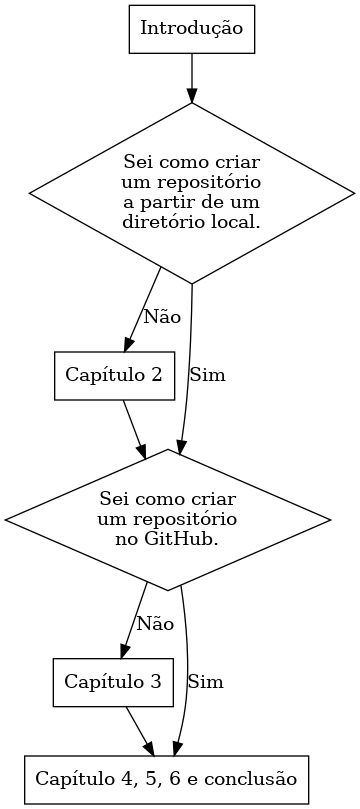 Introdução
Sei como criar
um repositório
a partir de um
diretório local.
Não
Capítulo 2
Sim
Sei como criar
um repositório
no GitHub.
Não
Capítulo 3
Sim
Capítulo 4, 5, 6 e conclusão